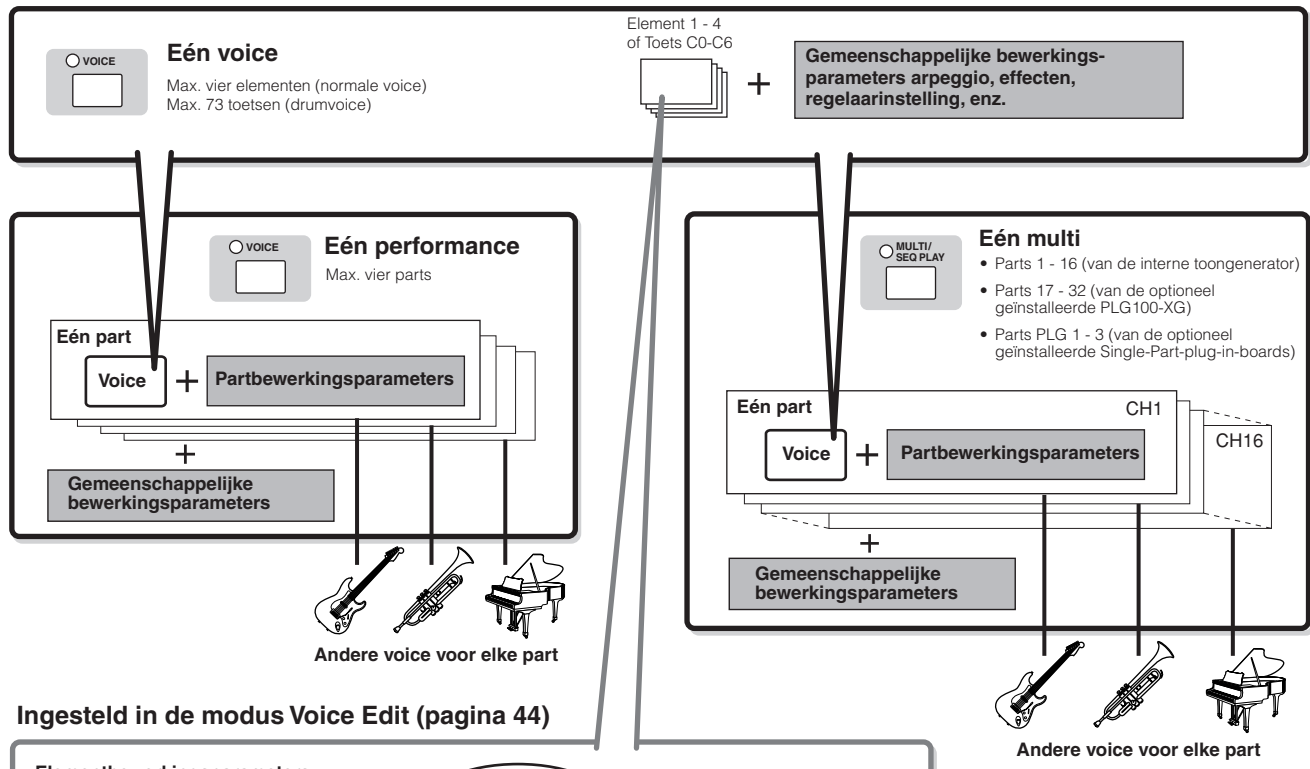 VOICE
Eén voice
Max. vier elementen (normale voice)
Max. 73 toetsen (drumvoice)
Element 1 - 4
of Toets C0-C6
+
Gemeenschappelijke bewerkings-
parameters arpeggio, effecten,
regelaarinstelling, enz.
VOICE
Eén performance
Max. vier parts
Eén part
Voice
+
Partbewerkingsparameters
+
Gemeenschappelijke
bewerkingsparameters
Andere voice voor elke part
MULTI/
SEQ PLAY
Eén multi
• Parts 1 - 16 (van de interne toongenerator)
• Parts 17 - 32 (van de optioneel
geïnstalleerde PLG100-XG)
• Parts PLG 1 - 3 (van de optioneel
geïnstalleerde Single-Part-plug-in-boards)
Eén part
CH1
CH16
Voice
+
Partbewerkingsparameters
+
Gemeenschappelijke
bewerkingsparameters
Andere voice voor elke part
Ingesteld in de modus Voice Edit (pagina 44)